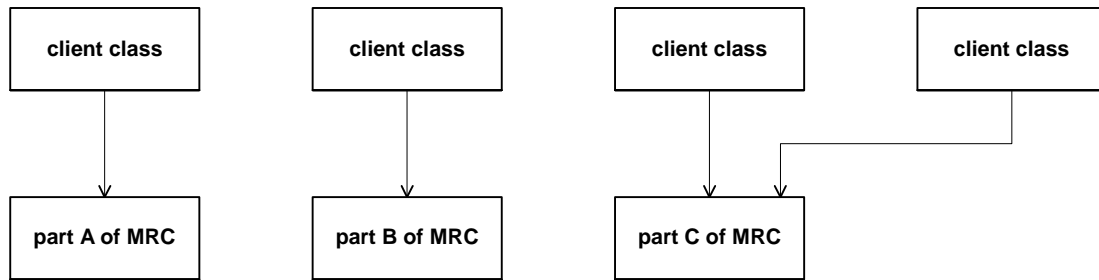 client class
client class
client class
client class
part A of MRC
part B of MRC
part C of MRC